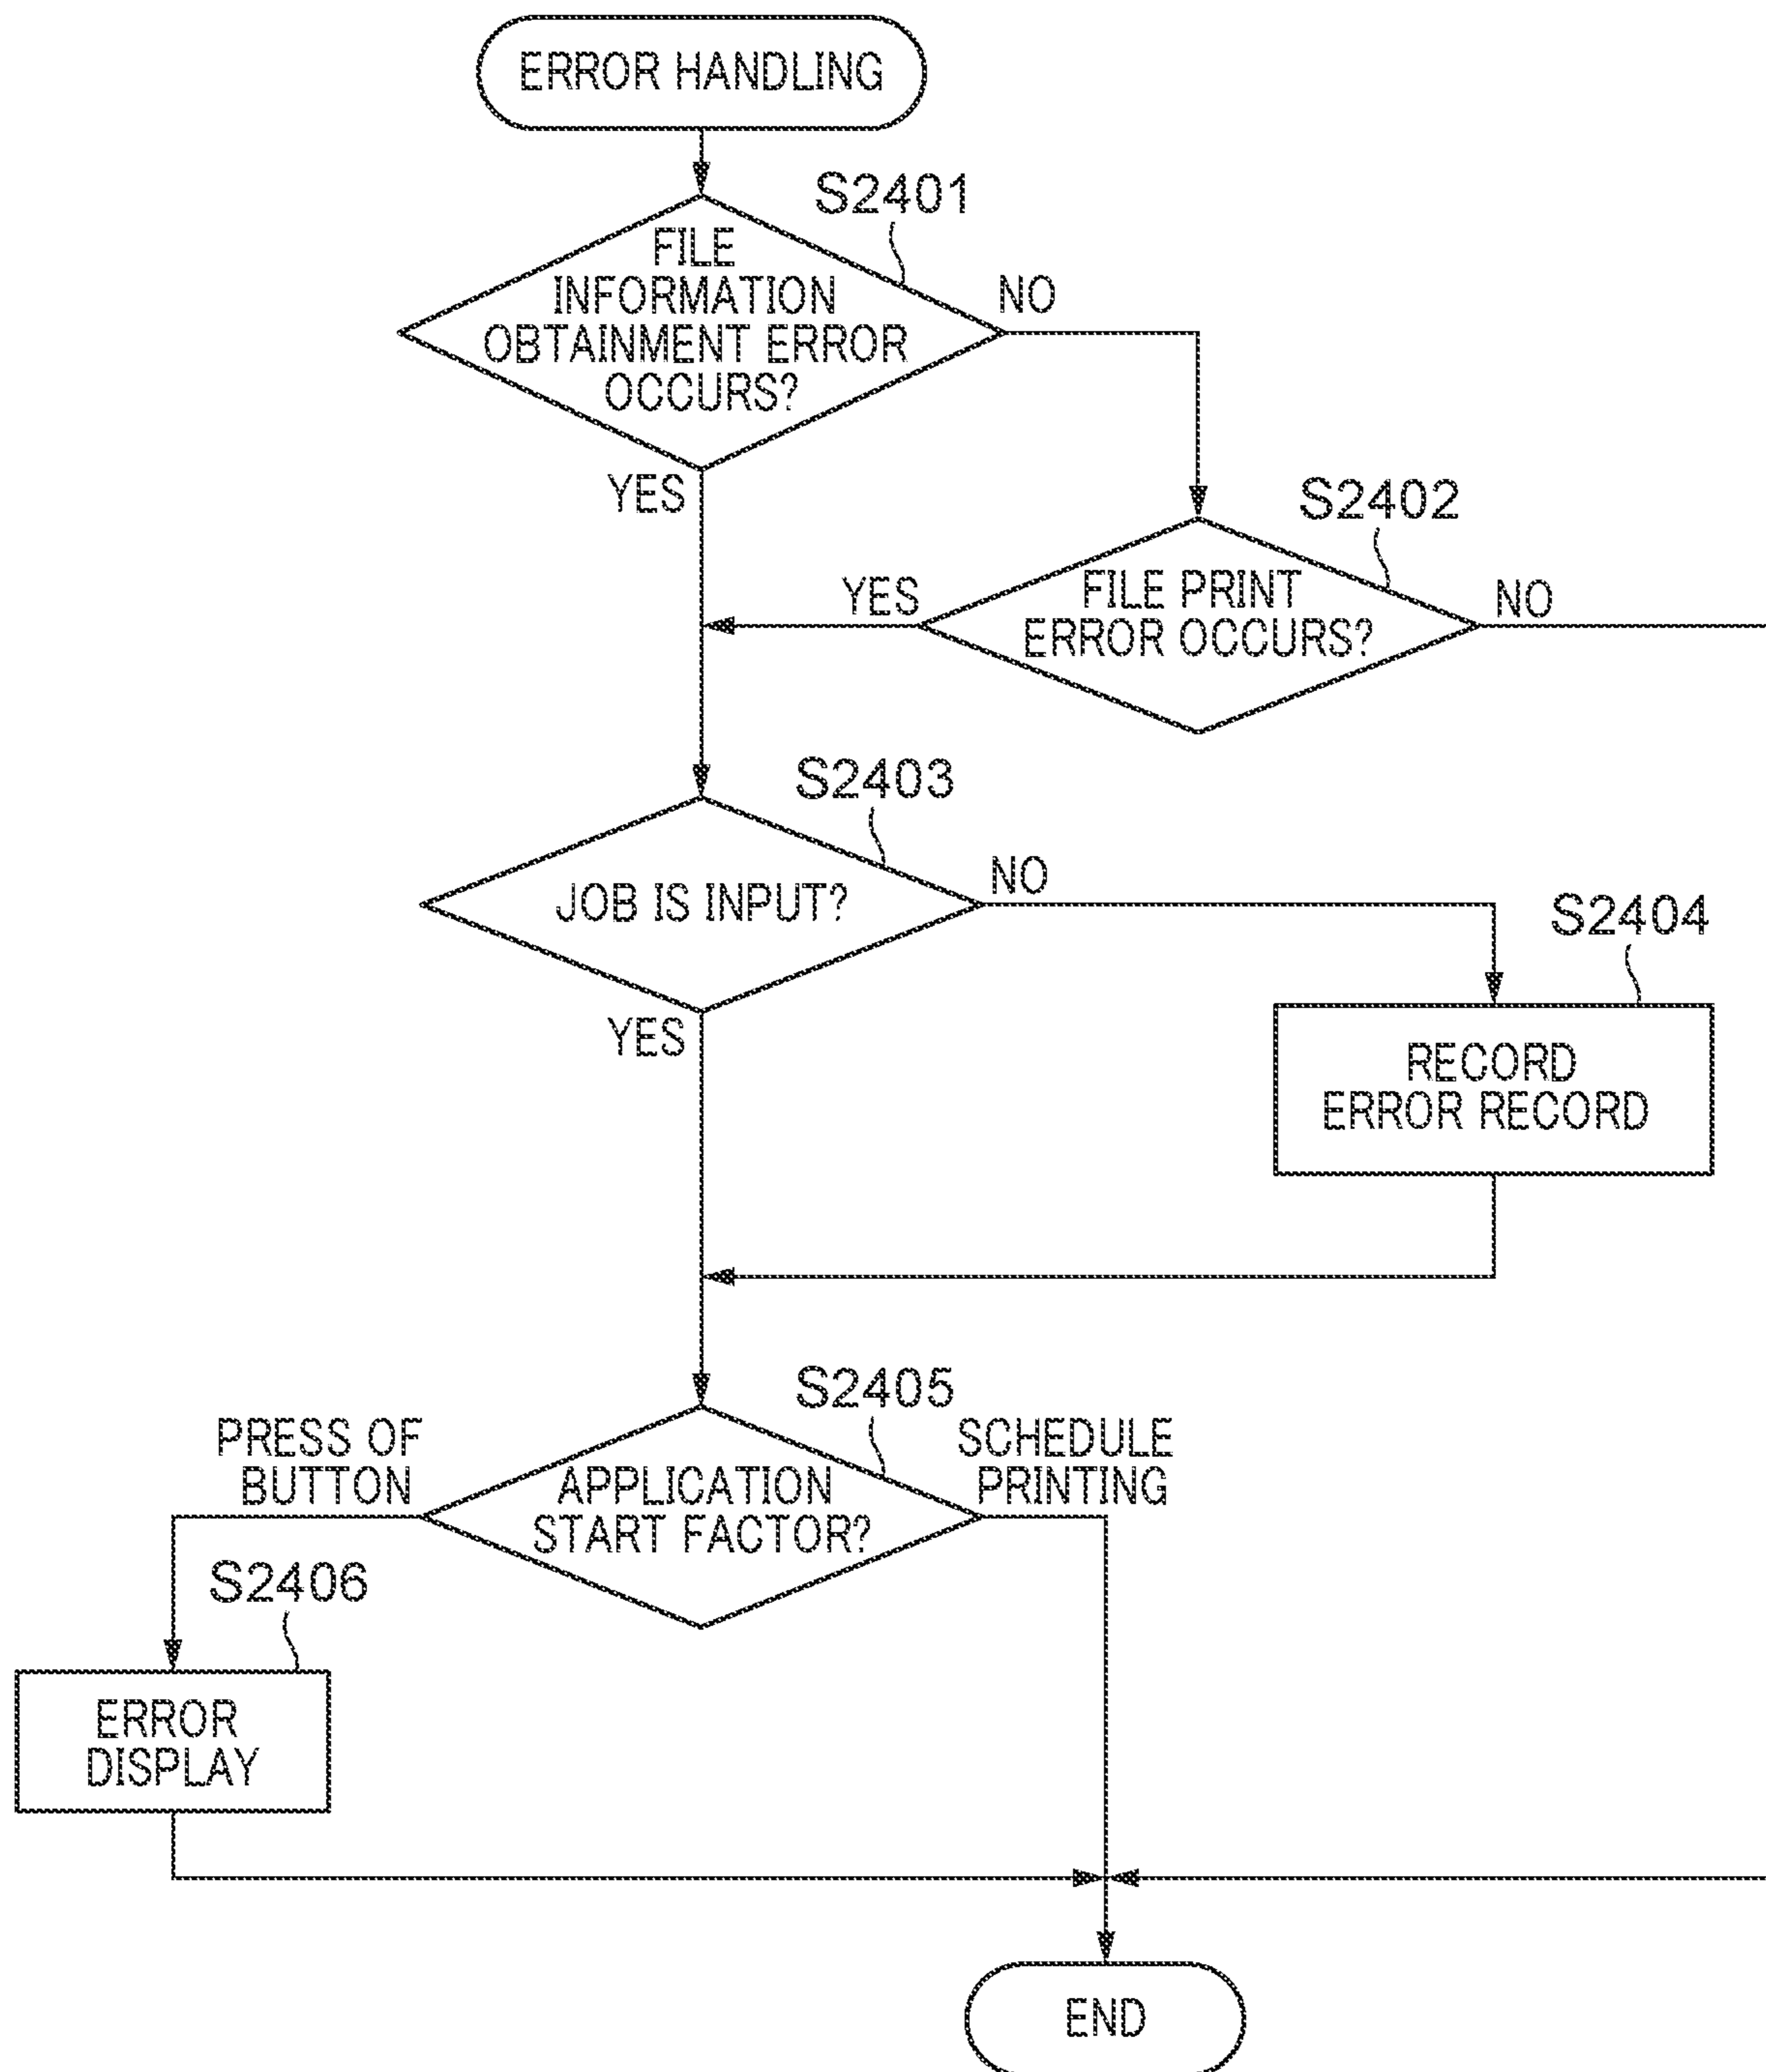 ERROR HANDLING
S2401
FILE
INFORMATION
OBTAINMENT ERROR
OCCURS?
NO
YES
S2402
FILE PRINT
ERROR OCCURS?
YES
NO
S2403
JOB IS INPUT?
NO
YES
S2404
RECORD
ERROR RECORD
S2405
APPLICATION
START FACTOR?
PRESS OF
BUTTON
SCHEDULE
PRINTING
S2406
ERROR
DISPLAY
END